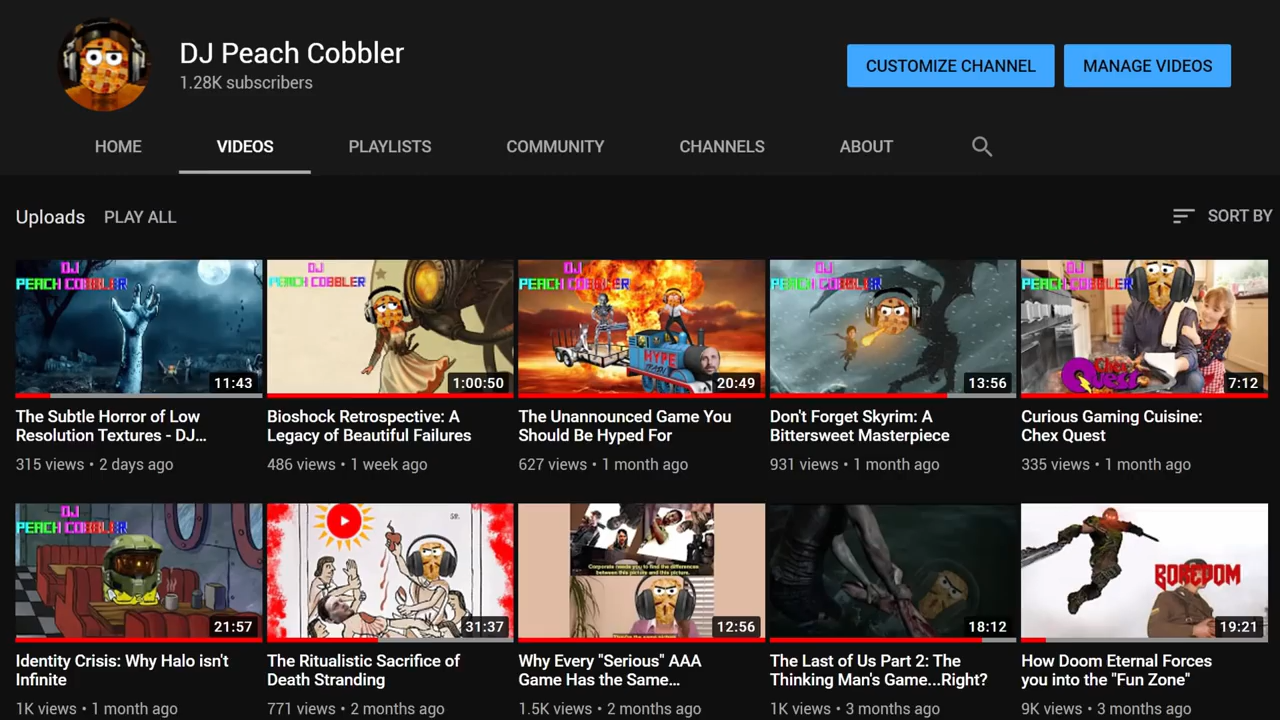 DJ Peach Cobbler
1.28K subscribers
CUSTOMIZE CHANNEL
MANAGE VIDEOS
HOME
VIDEOS
PLAYLISTS
COMMUNITY
CHANNELS
ABOUT
Uploads
PLAY ALL
SORT BY
DJ
PEACH COBBLER
11:43
DJ
PEACH COBBLER
1:00:50
DJ
PEACH COBBLER
HYPE
20:49
DJ
PEACH COBBLER
13:56
DJ
PEACH COBBLER
Chex
Quest
7:12
The Subtle Horror of Low
Resolution Textures - DJ...
315 views • 2 days ago
Bioshock Retrospective: A
Legacy of Beautiful Failures
486 views • 1 week ago
The Unannounced Game You
Should Be Hyped For
627 views • 1 month ago
Don't Forget Skyrim: A
Bittersweet Masterpiece
931 views • 1 month ago
Curious Gaming Cuisine:
Chex Quest
335 views • 1 month ago
DJ
PEACH COBBLER
21:57
31:37
Corporate needs you to find the differences
between this picture and this picture.
12:56
18:12
BOREDOM
19:21
Identity Crisis: Why Halo isn't
Infinite
1K views • 1 month ago
The Ritualistic Sacrifice of
Death Stranding
771 views • 2 months ago
Why Every "Serious" AAA
Game Has the Same...
1.5K views • 2 months ago
The Last of Us Part 2: The
Thinking Man's Game...Right?
1K views • 3 months ago
How Doom Eternal Forces
you into the "Fun Zone"
9K views • 3 months ago